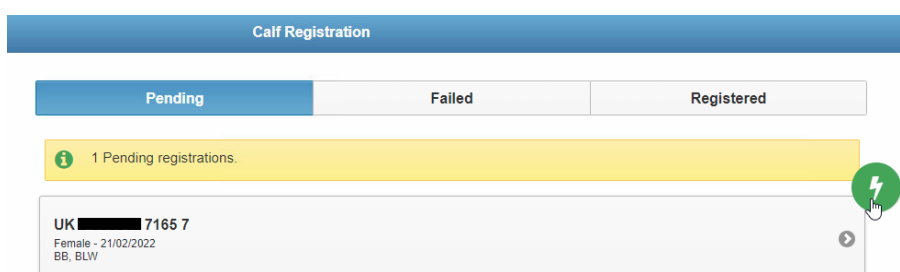 Calf Registration
Pending Failed Registered
1 Pending registrations.
UK 7165 7
Female - 21/02/2022
BB, BLW